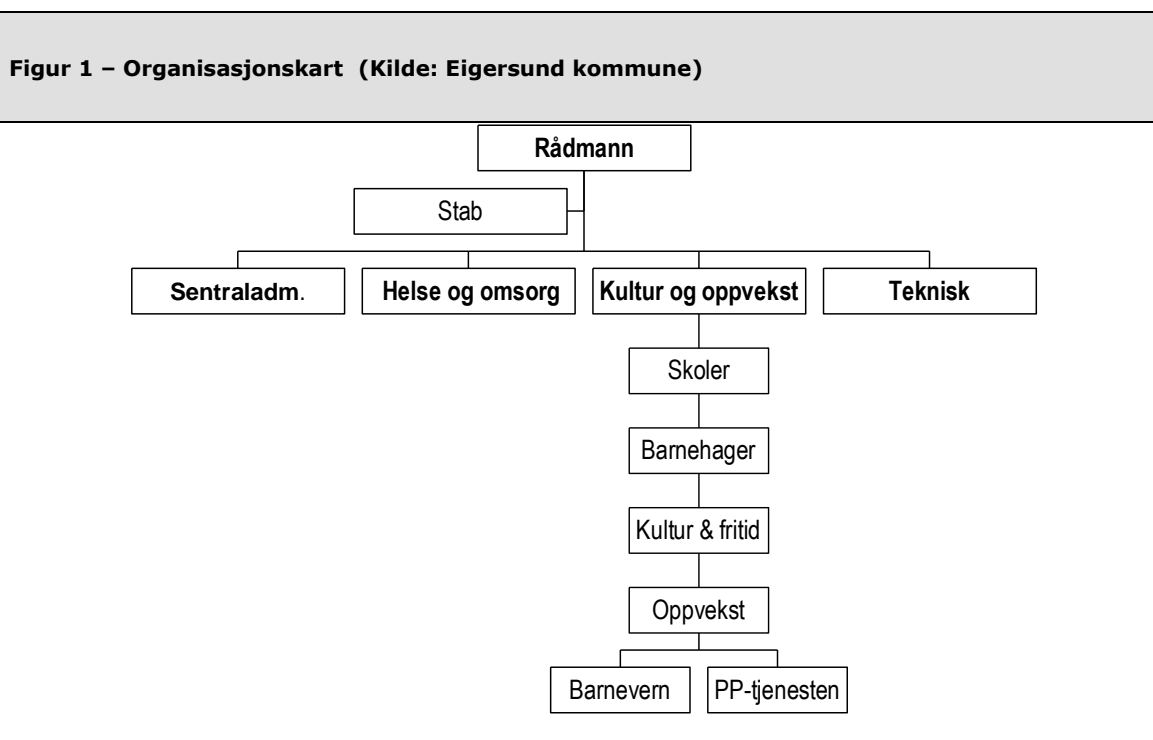 Figur 1 – Organisasjonskart (Kilde: Eigersund kommune)
Rådmann
Stab
Sentraladm.
Helse og omsorg
Kultur og oppvekst
Teknisk
Skoler
Barnehager
Kultur & fritid
Oppvekst
Barnevern
PP-tjenesten